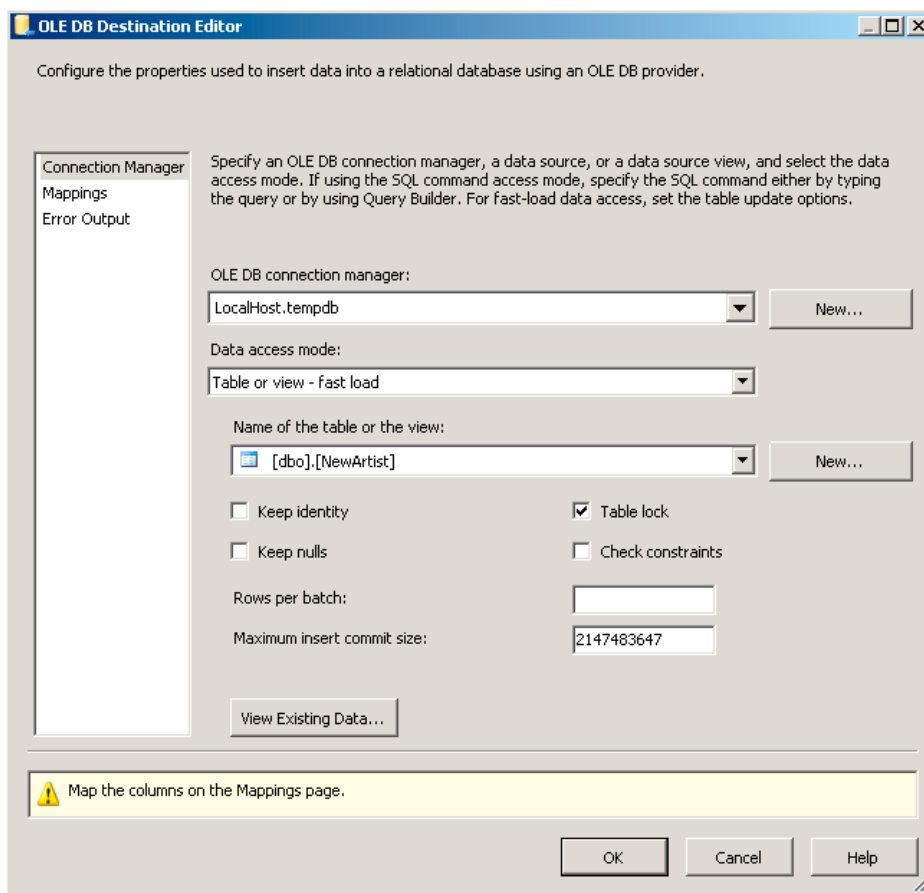 OLE DB Destination Editor
Configure the properties used to insert data into a relational database using an OLE DB provider.
Connection Manager
Mappings
Error Output
Specify an OLE DB connection manager, a data source, or a data source view, and select the data
access mode. If using the SQL command access mode, specify the SQL command either by typing
the query or by using Query Builder. For fast-load data access, set the table update options.
OLE DB connection manager:
LocalHost.tempdb
New...
Data access mode:
Table or view - fast load
Name of the table or the view:
[dbo].[NewArtist]
New...
Keep identity
Table lock
Keep nulls
Check constraints
Rows per batch:
Maximum insert commit size:
2147483647
View Existing Data...
Map the columns on the Mappings page.
OK
Cancel
Help